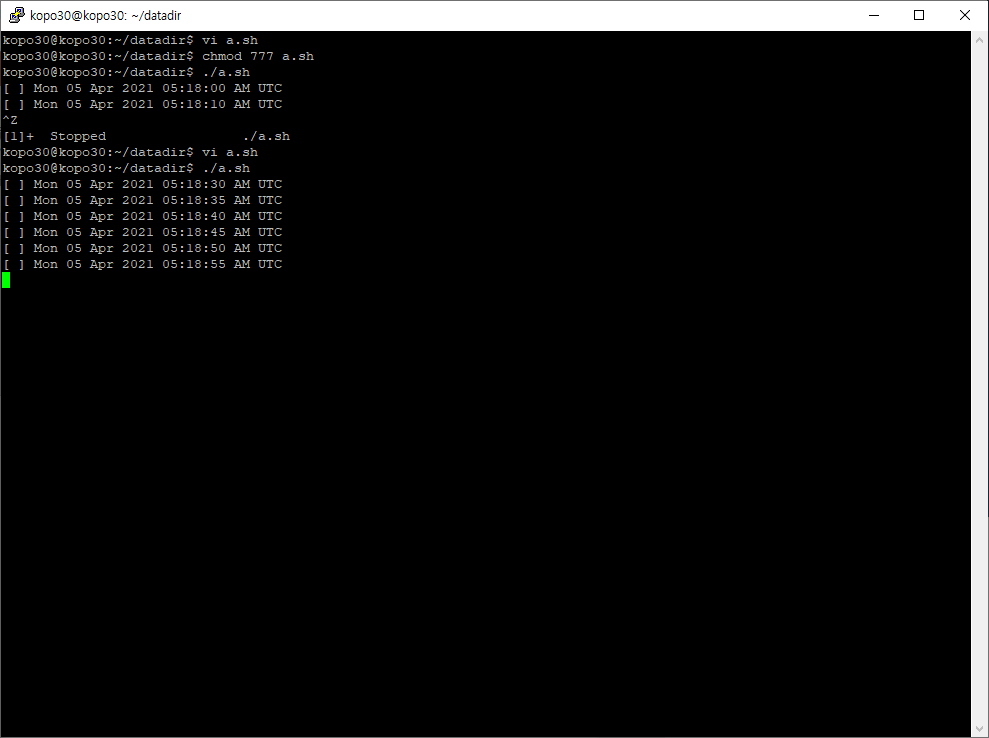 kopo30@kopo30: ~/datadir
kopo30@kopo30:~/datadir$ vi a.sh
kopo30@kopo30:~/datadir$ chmod 777 a.sh
kopo30@kopo30:~/datadir$ ./a.sh
[ ] Mon 05 Apr 2021 05:18:00 AM UTC
[ ] Mon 05 Apr 2021 05:18:10 AM UTC
^Z
[1]+  Stopped                 ./a.sh
kopo30@kopo30:~/datadir$ vi a.sh
kopo30@kopo30:~/datadir$ ./a.sh
[ ] Mon 05 Apr 2021 05:18:30 AM UTC
[ ] Mon 05 Apr 2021 05:18:35 AM UTC
[ ] Mon 05 Apr 2021 05:18:40 AM UTC
[ ] Mon 05 Apr 2021 05:18:45 AM UTC
[ ] Mon 05 Apr 2021 05:18:50 AM UTC
[ ] Mon 05 Apr 2021 05:18:55 AM UTC